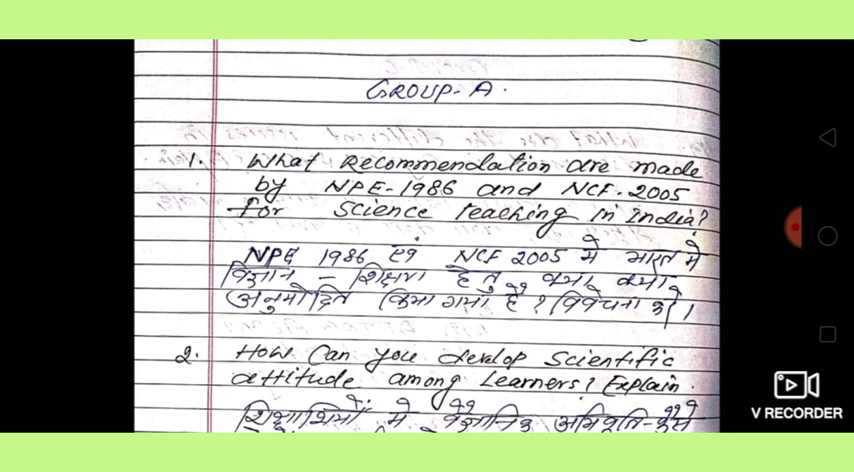 GROUP-A.
1. What Recommendation are made
by NPE-1986 and NCF-2005
for Science teaching in India?
NPE 1986 एवं NCF 2005 में भारत में
विज्ञान - शिक्षण हेतु क्या क्या
अनुमोदित किया गया है? विवेचना करें।
2. How Can you develop Scientific
attitude among Learners? Explain.
शिक्षार्थियों में वैज्ञानिक अभिवृति कैसे
V RECORDER